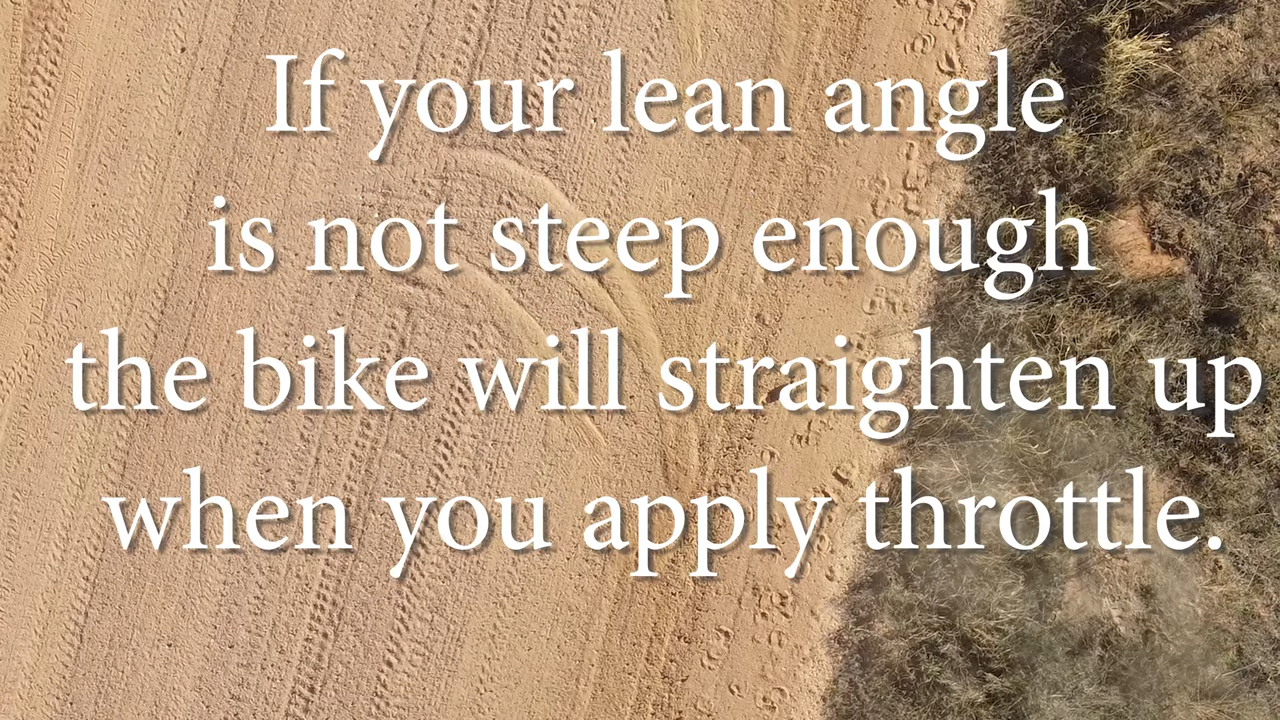 If your lean angle
is not steep enough
the bike will straighten up
when you apply throttle.